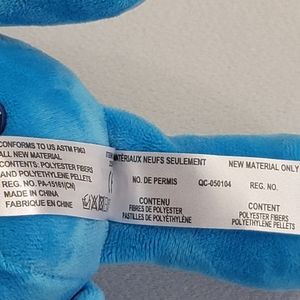 CONFORMS TO US ASTM F963
ALL NEW MATERIAL
CONTENTS: POLYESTER FIBERS
AND POLYETHYLENE PELLETS
REG. NO. PA-15161(CN)
MADE IN CHINA
FABRIQUE EN CHINE
MATÉRIAUX NEUFS SEULEMENT
NEW MATERIAL ONLY
NO. DE PERMIS
QC-050104
REG. NO.
CONTENU
FIBRES DE POLYESTER
PASTILLES DE POLYÉTHYLÈNE
CONTENT
POLYESTER FIBERS
POLYETHYLENE PELLETS